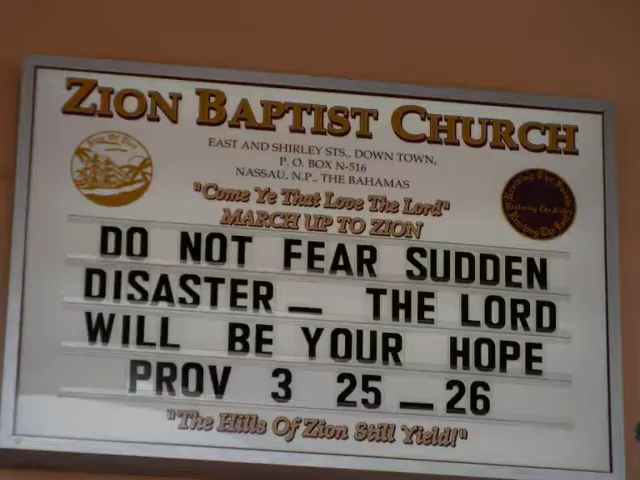 ZION BAPTIST CHURCH
EAST AND SHIRLEY STS., DOWN TOWN,
P. O. BOX N-516
NASSAU, N.P., THE BAHAMAS
"Come Ye That Love The Lord"
MARCH UP TO ZION
DO NOT FEAR SUDDEN
DISASTER — THE LORD
WILL BE YOUR HOPE
PROV 3 25 — 26
"The Hills Of Zion Still Yield!"